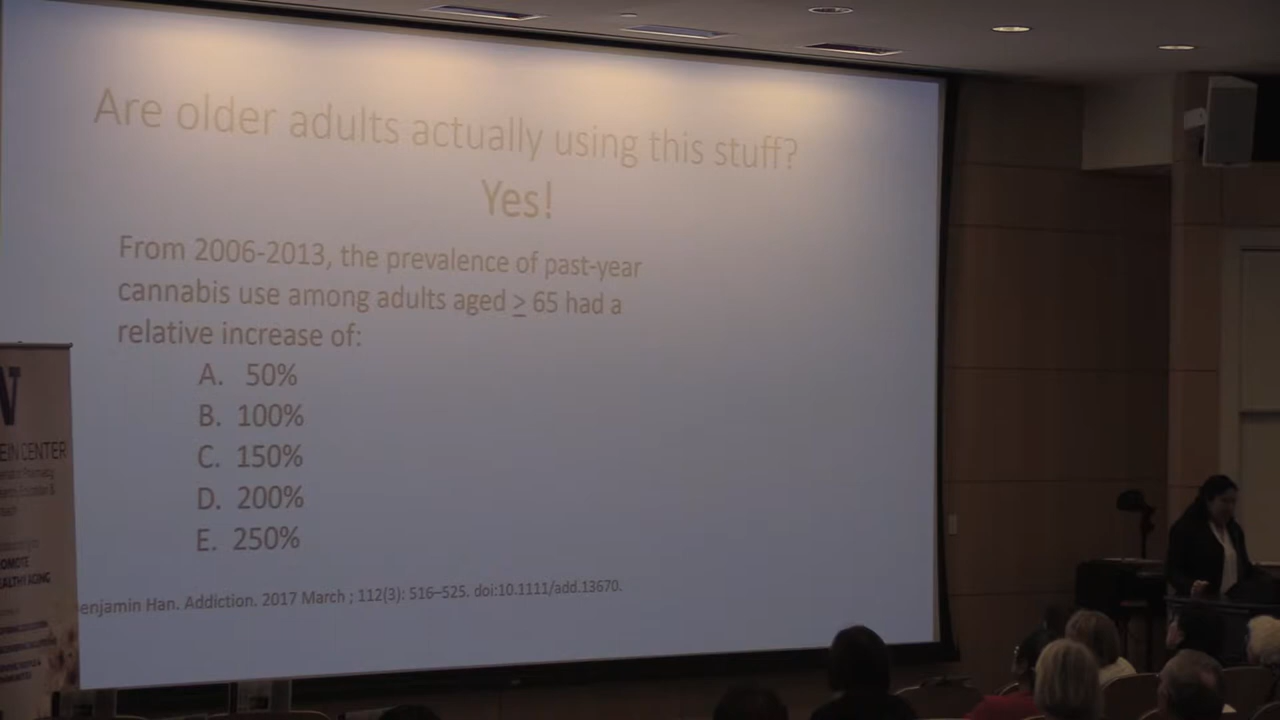 Are older adults actually using this stuff?
Yes!
From 2006-2013, the prevalence of past-year
cannabis use among adults aged ≥ 65 had a
relative increase of:
A. 50%
B. 100%
C. 150%
D. 200%
E. 250%
enjamin Han. Addiction. 2017 March ; 112(3): 516–525. doi:10.1111/add.13670.
W
EIN CENTER
OMOTE
EALTHY AGING